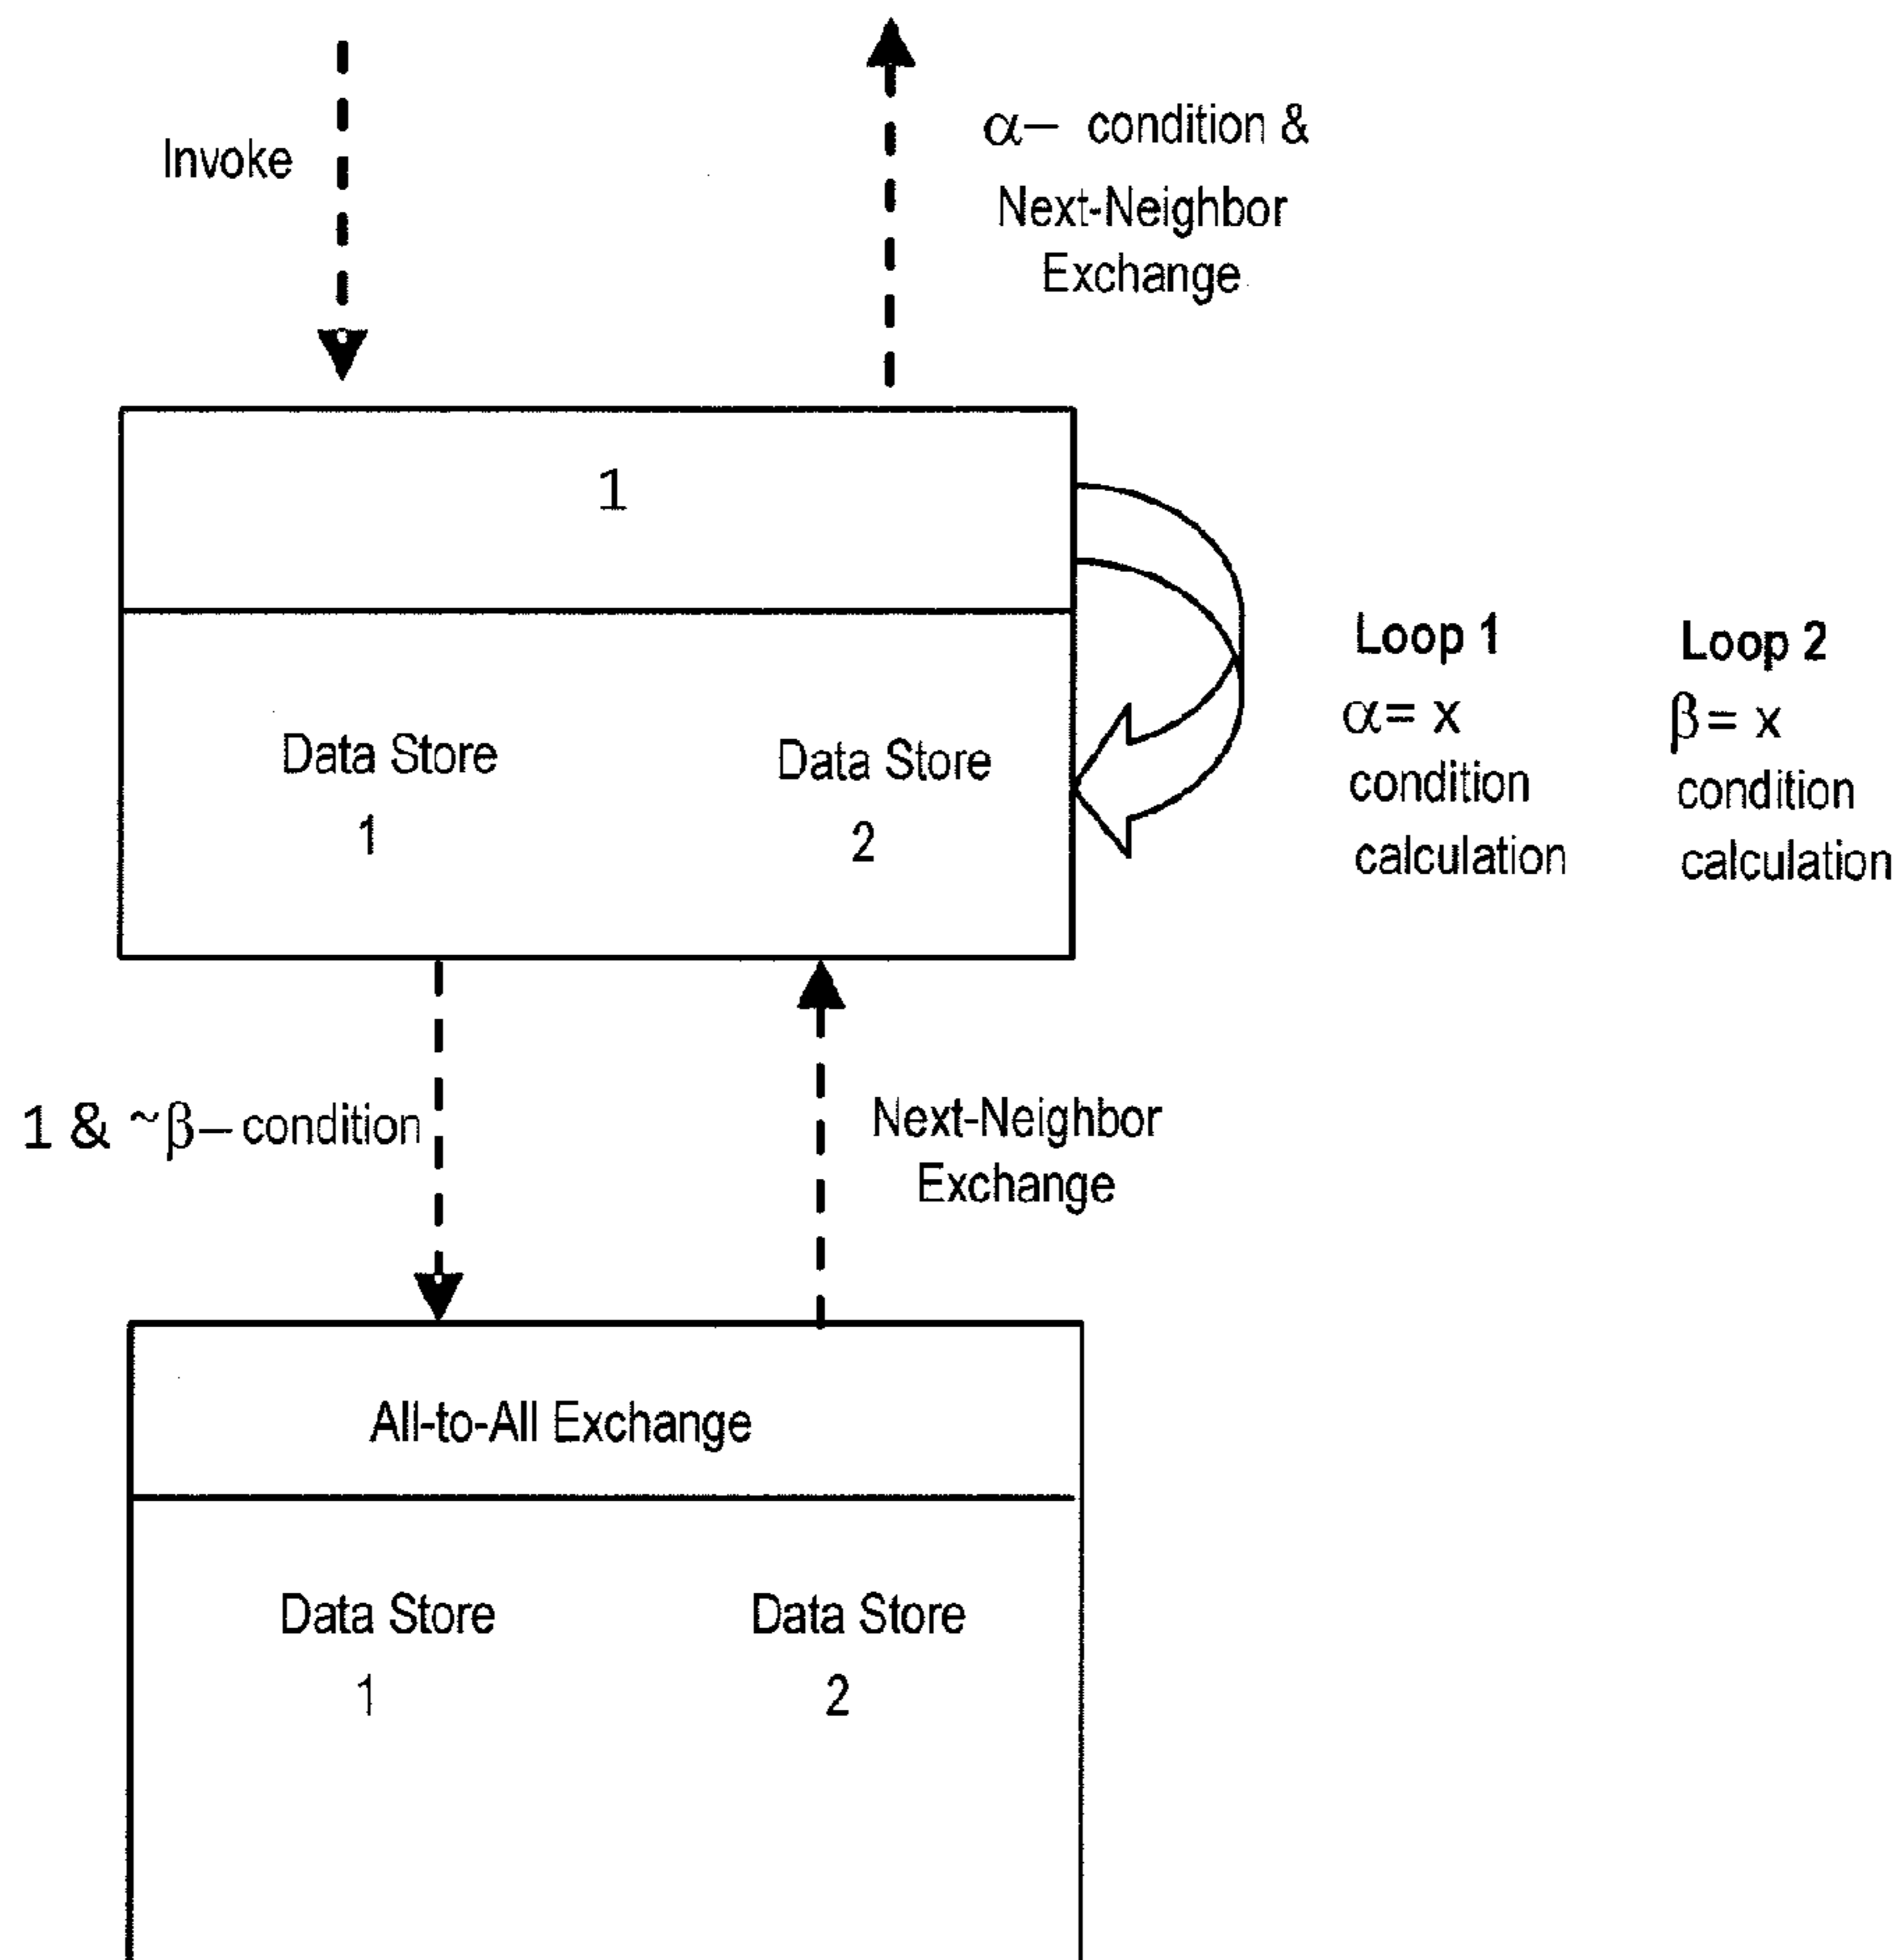 Invoke
α– condition &
Next-Neighbor
Exchange
1
Data Store
1
Data Store
2
Loop 1
α= x
condition
calculation
Loop 2
β= x
condition
calculation
1 & ~β– condition
Next-Neighbor
Exchange
All-to-All Exchange
Data Store
1
Data Store
2